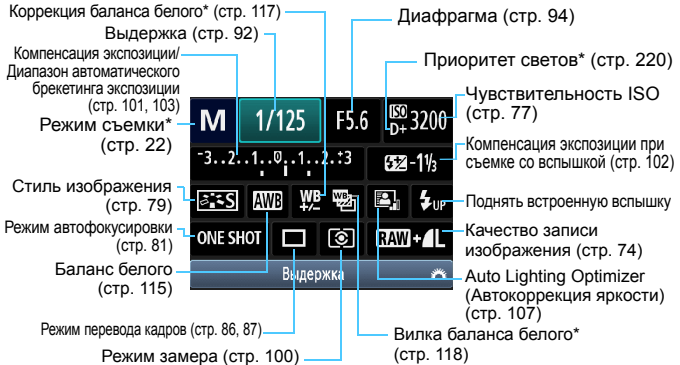 Коррекция баланса белого* (стр. 117)
Выдержка (стр. 92)
Компенсация экспозиции/
Диапазон автоматического
брекетинга экспозиции
(стр. 101, 103)
Режим съемки*
(стр. 22)
Стиль изображения
(стр. 79)
Режим автофокусировки
(стр. 81)
Баланс белого
(стр. 115)
Режим перевода кадров (стр. 86, 87)
Режим замера (стр. 100)
M 1/125 F5.6 ISO D+ 3200
-3..2..1..0..1..2.+3 -1⅓
S AWB WB +/- WB UP
ONE SHOT RAW+L
Выдержка
Диафрагма (стр. 94)
Приоритет светов* (стр. 220)
Чувствительность ISO
(стр. 77)
Компенсация экспозиции при
съемке со вспышкой (стр. 102)
Поднять встроенную вспышку
Качество записи
изображения (стр. 74)
Auto Lighting Optimizer
(Автокоррекция яркости)
(стр. 107)
Вилка баланса белого*
(стр. 118)